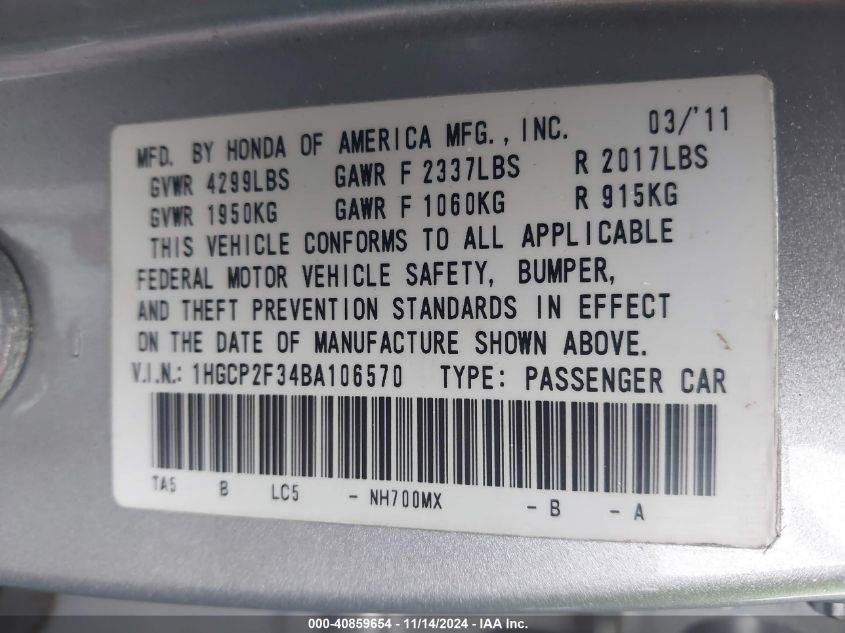 MFD. BY HONDA OF AMERICA MFG., INC. 03/'11
GVWR 4299LBS GAWR F 2337LBS R 2017LBS
GVWR 1950KG GAWR F 1060KG R 915KG
THIS VEHICLE CONFORMS TO ALL APPLICABLE
FEDERAL MOTOR VEHICLE SAFETY, BUMPER,
AND THEFT PREVENTION STANDARDS IN EFFECT
ON THE DATE OF MANUFACTURE SHOWN ABOVE.
V.I.N.: 1HGCP2F34BA106570 TYPE: PASSENGER CAR
TA5 B LC5 - NH700MX - B - A
000-40859654 - 11/14/2024 - IAA Inc.